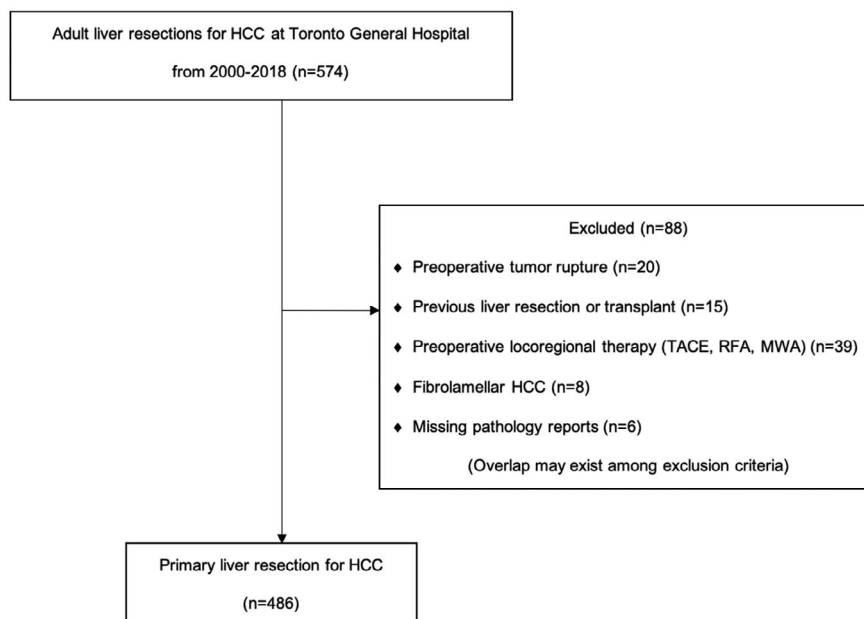 Adult liver resections for HCC at Toronto General Hospital
from 2000-2018 (n=574)
Excluded (n=88)
♦ Preoperative tumor rupture (n=20)
♦ Previous liver resection or transplant (n=15)
♦ Preoperative locoregional therapy (TACE, RFA, MWA) (n=39)
♦ Fibrolamellar HCC (n=8)
♦ Missing pathology reports (n=6)
(Overlap may exist among exclusion criteria)
Primary liver resection for HCC
(n=486)